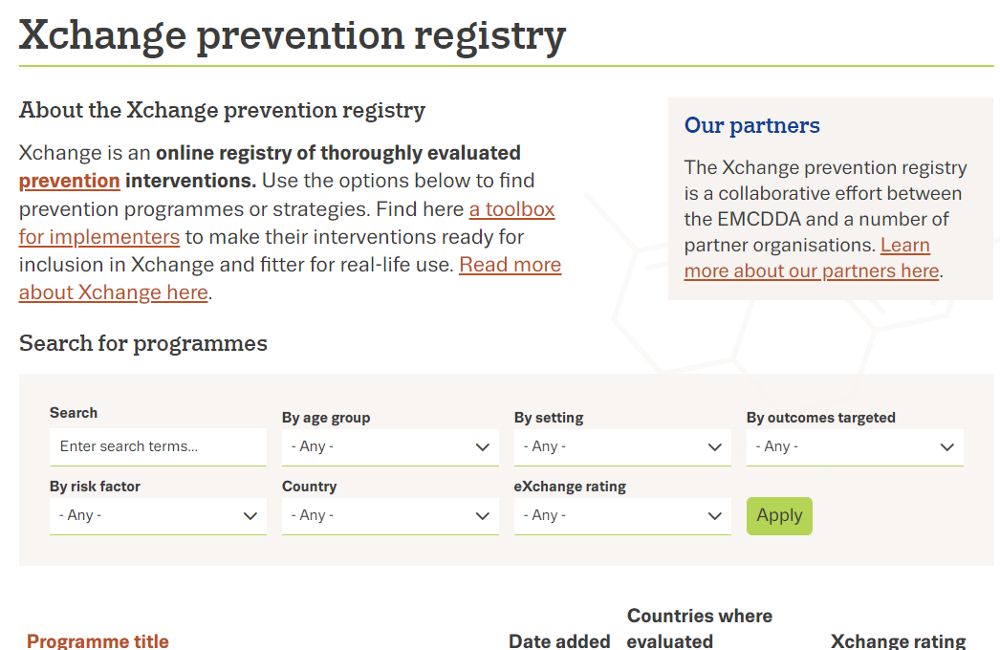 Xchange prevention registry
About the Xchange prevention registry
Xchange is an online registry of thoroughly evaluated
prevention interventions. Use the options below to find
prevention programmes or strategies. Find here a toolbox
for implementers to make their interventions ready for
inclusion in Xchange and fitter for real-life use. Read more
about Xchange here.
Our partners
The Xchange prevention registry
is a collaborative effort between
the EMCDDA and a number of
partner organisations. Learn
more about our partners here.
Search for programmes
Search
By age group
By setting
By outcomes targeted
Enter search terms...
- Any -
- Any -
- Any -
By risk factor
Country
eXchange rating
- Any -
- Any -
- Any -
Apply
Programme title
Date added
Countries where
evaluated
Xchange rating